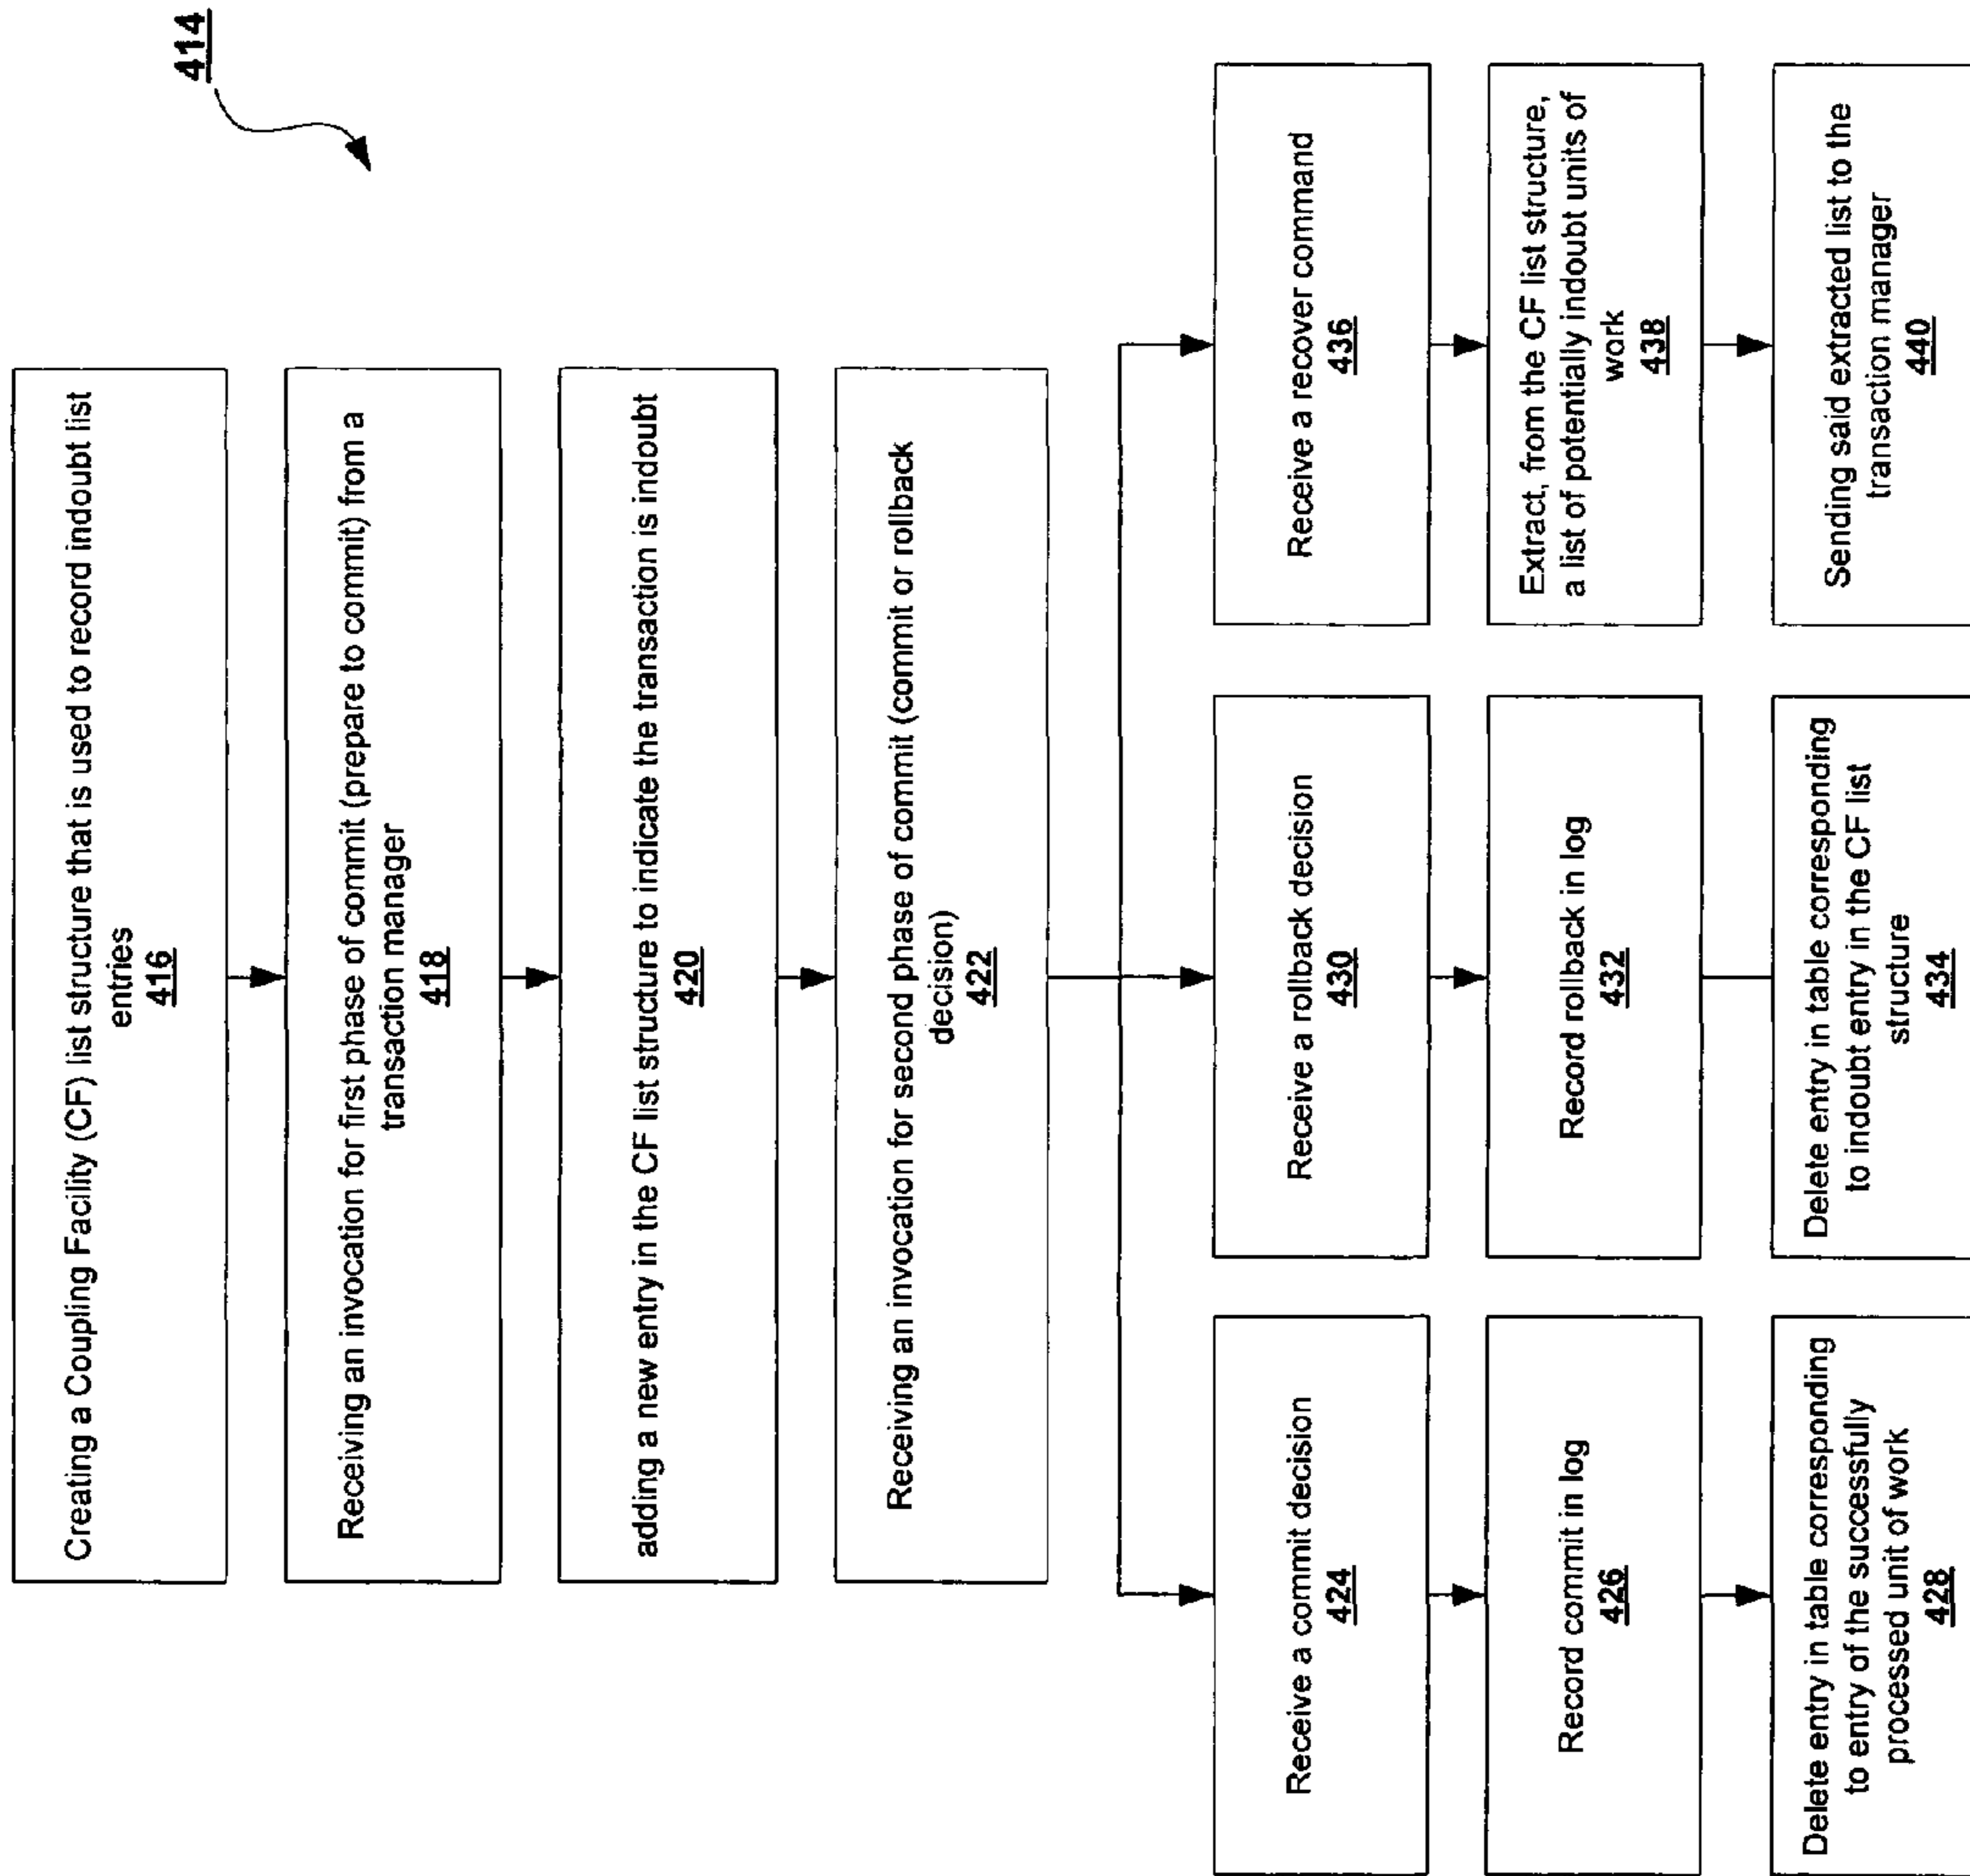 414
Creating a Coupling Facility (CF) list structure that is used to record indoubt list
entries
416
Receiving an invocation for first phase of commit (prepare to commit) from a
transaction manager
418
adding a new entry in the CF list structure to indicate the transaction is indoubt
420
Receiving an invocation for second phase of commit (commit or rollback
decision)
422
Receive a commit decision
424
Record commit in log
426
Delete entry in table corresponding
to entry of the successfully
processed unit of work
428
Receive a rollback decision
430
Record rollback in log
432
Delete entry in table corresponding
to indoubt entry in the CF list
structure
434
Receive a recover command
436
Extract, from the CF list structure,
a list of potentially indoubt units of
work
438
Sending said extracted list to the
transaction manager
440